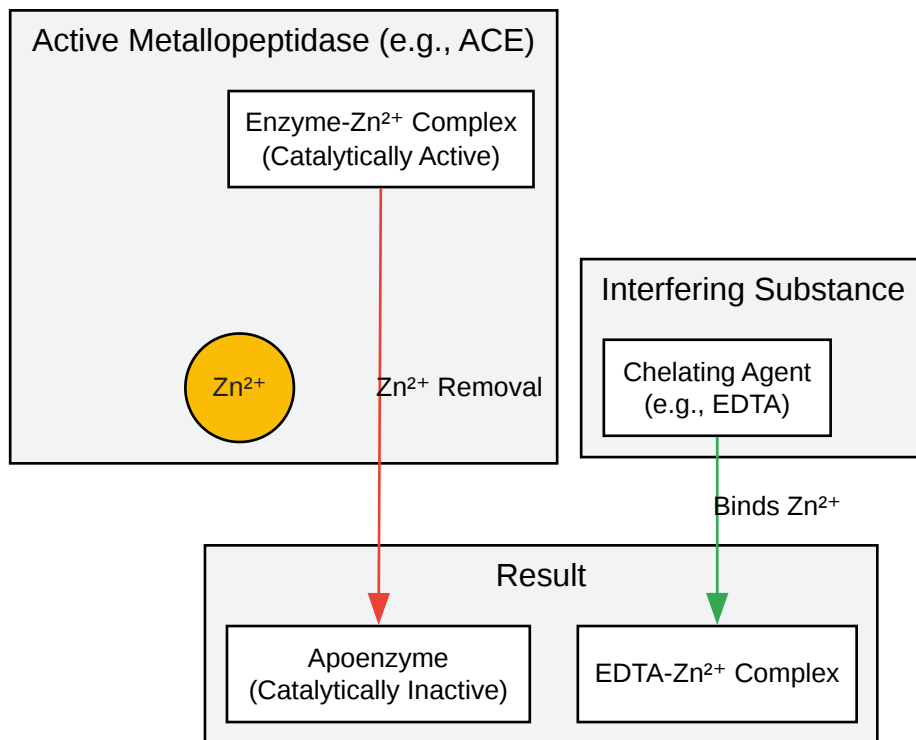 Active Metallopeptidase (e.g., ACE)
Enzyme-Zn²⁺ Complex
(Catalytically Active)
Zn²⁺
Zn²⁺ Removal
Interfering Substance
Chelating Agent
(e.g., EDTA)
Binds Zn²⁺
Result
Apoenzyme
(Catalytically Inactive)
EDTA-Zn²⁺ Complex